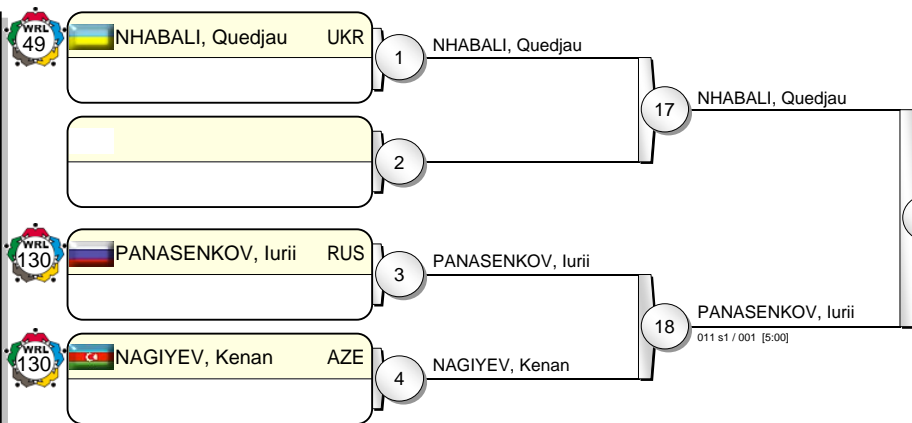 WRL
49
NHABALI, Quedjau UKR
1
NHABALI, Quedjau
17
NHABALI, Quedjau
2
WRL
130
PANASENKOV, Iurii RUS
3
PANASENKOV, Iurii
18
PANASENKOV, Iurii
011 s1 / 001 [5:00]
WRL
130
NAGIYEV, Kenan AZE
4
NAGIYEV, Kenan